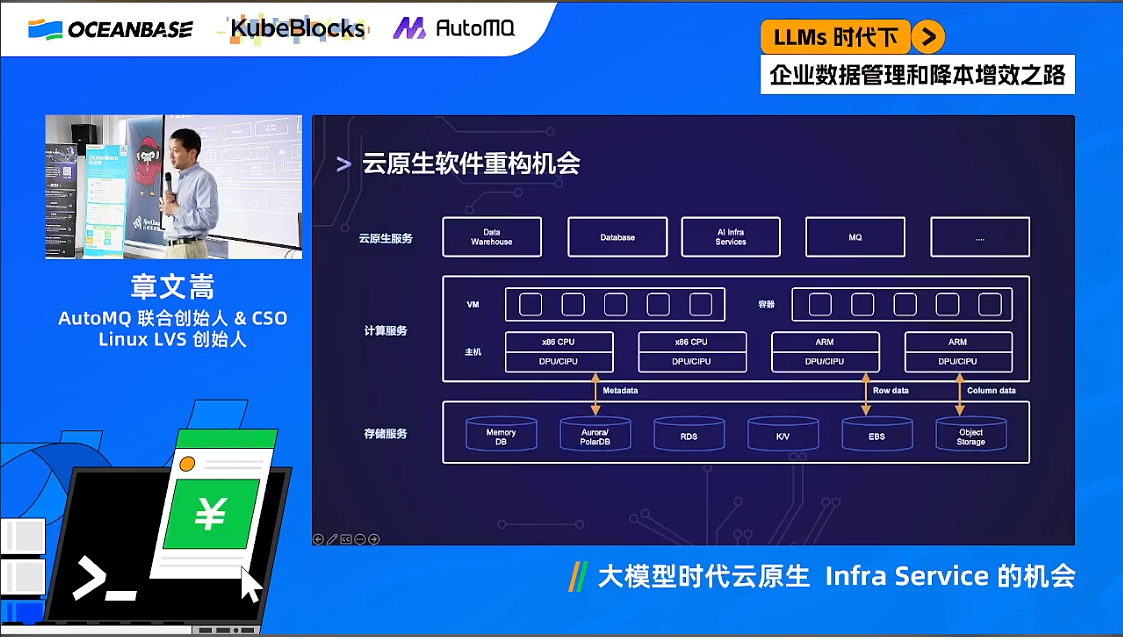 OCEANBASE
KubeBlocks
AutoMQ
LLMs 时代下
企业数据管理和降本增效之路
OceanBase
章文嵩
AutoMQ 联合创始人 & CSO
Linux LVS 创始人
> 云原生软件重构机会
云原生服务
Data
Warehouse
Database
AI Infra
Services
MQ
....
计算服务
VM
容器
主机
x86 CPU
DPU/CIPU
x86 CPU
DPU/CIPU
ARM
DPU/CIPU
ARM
DPU/CIPU
Metadata
Row data
Column data
存储服务
Memory
DB
Aurora/
PolarDB
RDS
K/V
EBS
Object
Storage
¥
大模型时代云原生 Infra Service 的机会